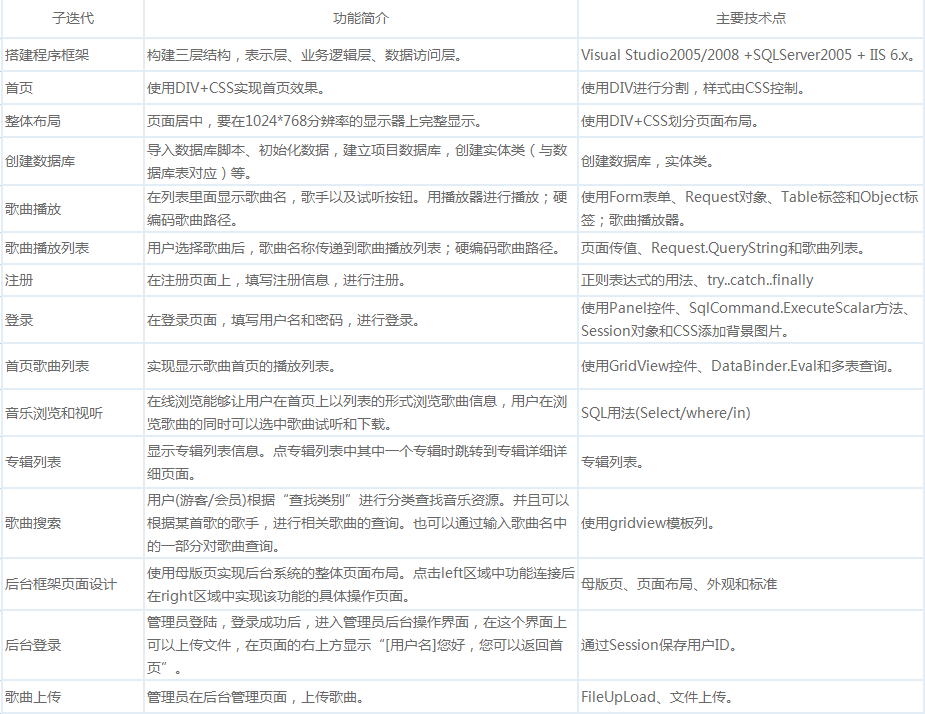 子迭代 功能简介 主要技术点
搭建程序框架 构建三层结构，表示层、业务逻辑层、数据访问层。 Visual Studio2005/2008 +SQLServer2005 + IIS 6.x。
首页 使用DIV+CSS实现首页效果。 使用DIV进行分割，样式由CSS控制。
整体布局 页面居中，要在1024*768分辨率的显示器上完整显示。 使用DIV+CSS划分页面布局。
创建数据库
导入数据库脚本、初始化数据，建立项目数据库，创建实体类（与数
据库表对应）等。
创建数据库，实体类。
歌曲播放
在列表里面显示歌曲名，歌手以及试听按钮。用播放器进行播放；硬
编码歌曲路径。
使用Form表单、Request对象、Table标签和Object标
签；歌曲播放器。
歌曲播放列表 用户选择歌曲后，歌曲名称传递到歌曲播放列表；硬编码歌曲路径。 页面传值、Request.QueryString和歌曲列表。
注册 在注册页面上，填写注册信息，进行注册。 正则表达式的用法、try..catch..finally
登录 在登录页面，填写用户名和密码，进行登录。
使用Panel控件、SqlCommand.ExecuteScalar方法、
Session对象和CSS添加背景图片。
首页歌曲列表 实现显示歌曲首页的播放列表。 使用GridView控件、DataBinder.Eval和多表查询。
音乐浏览和视听
在线浏览能够让用户在首页上以列表的形式浏览歌曲信息，用户在浏
览歌曲的同时可以选中歌曲试听和下载。
SQL用法(Select/where/in)
专辑列表
显示专辑列表信息。点专辑列表中其中一个专辑时跳转到专辑详细详
细页面。
专辑列表。
歌曲搜索
用户(游客/会员)根据“查找类别”进行分类查找音乐资源。并且可以
根据某首歌的歌手，进行相关歌曲的查询。也可以通过输入歌曲名中
的一部分对歌曲查询。
使用gridview模板列。
后台框架页面设计
使用母版页实现后台系统的整体页面布局。点击left区域中功能连接后
在right区域中实现该功能的具体操作页面。
母版页、页面布局、外观和标准
后台登录
管理员登陆，登录成功后，进入管理员后台操作界面，在这个界面上
可以上传文件，在页面的右上方显示“[用户名]您好，您可以返回首
页”。
通过Session保存用户ID。
歌曲上传 管理员在后台管理页面，上传歌曲。 FileUpLoad、文件上传。